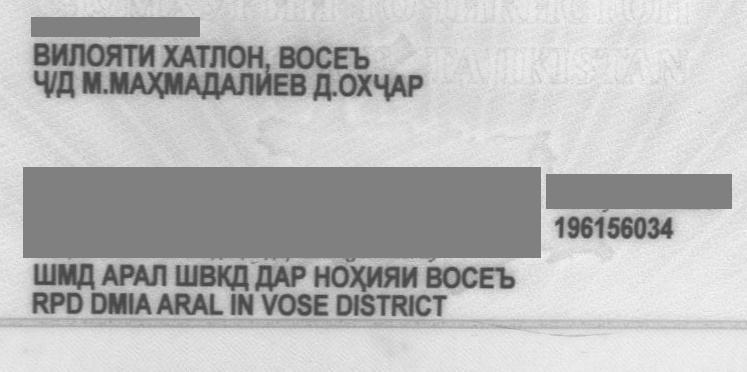 ВИЛОЯТИ ХАТЛОН, ВОСЕЪ
Ҷ/Д М.МАҲМАДАЛИЕВ Д.ОХҶАР
TAJIKISTAN
196156034
ШМД АРАЛ ШВКД ДАР НОҲИЯИ ВОСЕЪ
RPD DMIA ARAL IN VOSE DISTRICT